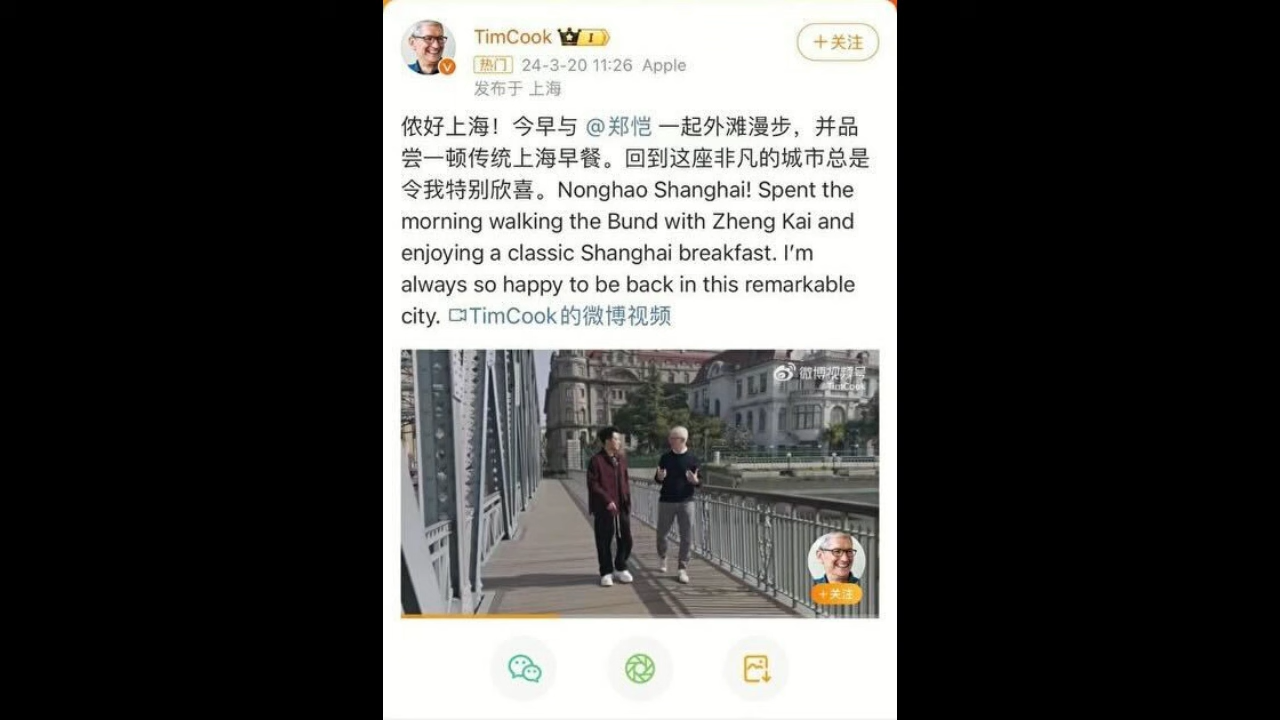 TimCook I
+关注
热门 24-3-20 11:26 Apple
发布于 上海
侬好上海！今早与 @郑恺 一起外滩漫步，并品
尝一顿传统上海早餐。回到这座非凡的城市总是
令我特别欣喜。Nonghao Shanghai! Spent the
morning walking the Bund with Zheng Kai and
enjoying a classic Shanghai breakfast. I’m
always so happy to be back in this remarkable
city. TimCook的微博视频
微博视频号
@TimCook
+关注